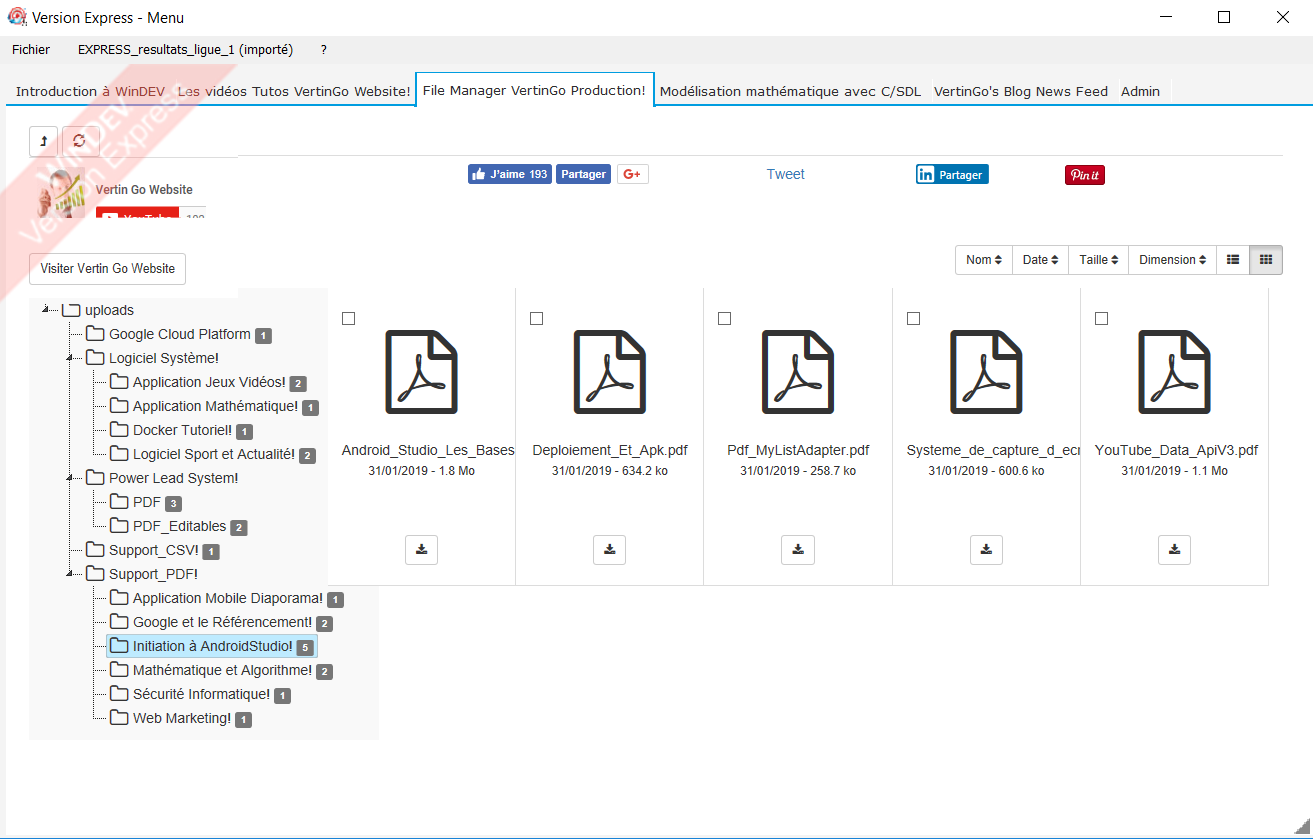 Version Express - Menu
Fichier EXPRESS_resultats_ligue_1 (importé) ?
Introduction à WinDEV Les vidéos Tutos VertinGo Website! File Manager VertinGo Production! Modélisation mathématique avec C/SDL VertinGo's Blog News Feed Admin
WINDEV
Version Express
J'aime 193 Partager G+ Tweet in Partager Pin it
Vertin Go Website
YouTube
Visiter Vertin Go Website
Nom Date Taille Dimension
uploads
Google Cloud Platform 1
Logiciel Système!
Application Jeux Vidéos! 2
Application Mathématique! 1
Docker Tutoriel! 1
Logiciel Sport et Actualité! 2
Power Lead System!
PDF 3
PDF_Editables 2
Support_CSV! 1
Support_PDF!
Application Mobile Diaporama! 1
Google et le Référencement! 2
Initiation à AndroidStudio! 5
Mathématique et Algorithme! 2
Sécurité Informatique! 1
Web Marketing! 1
Android_Studio_Les_Bases
31/01/2019 - 1.8 Mo
Deploiement_Et_Apk.pdf
31/01/2019 - 634.2 ko
Pdf_MyListAdapter.pdf
31/01/2019 - 258.7 ko
Systeme_de_capture_d_ecr
31/01/2019 - 600.6 ko
YouTube_Data_ApiV3.pdf
31/01/2019 - 1.1 Mo